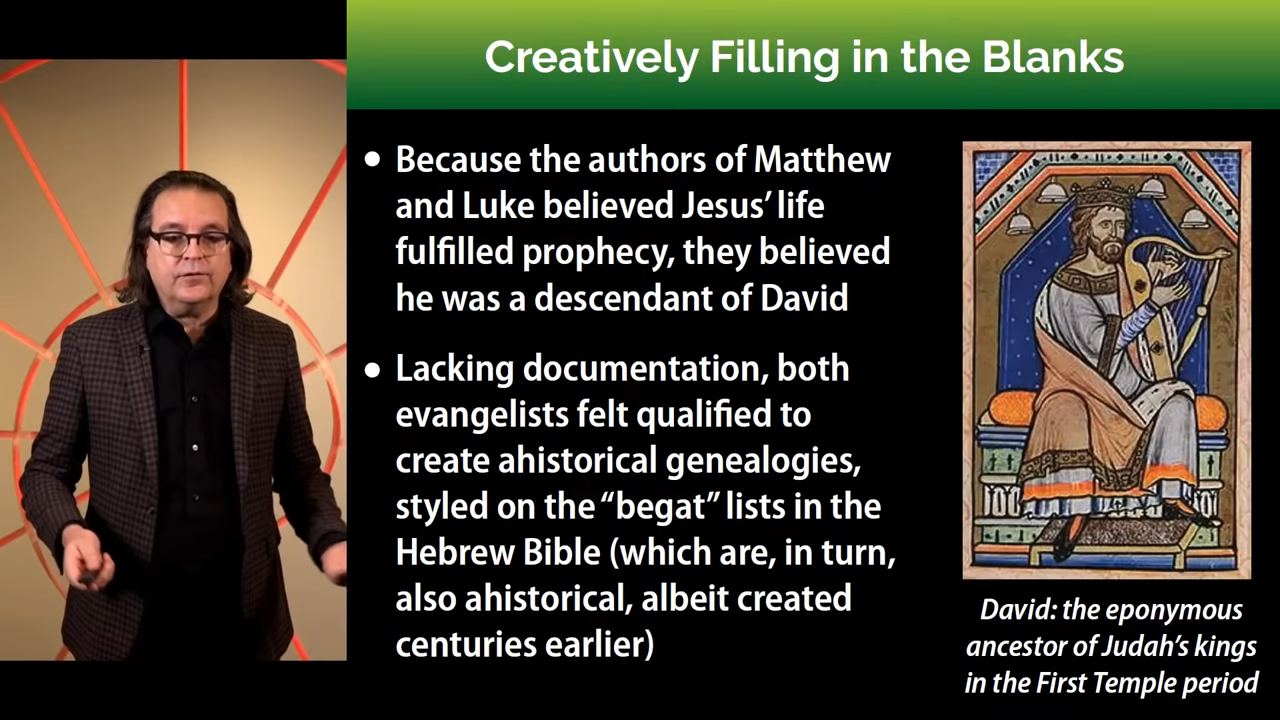 Creatively Filling in the Blanks
• Because the authors of Matthew
and Luke believed Jesus’ life
fulfilled prophecy, they believed
he was a descendant of David
• Lacking documentation, both
evangelists felt qualified to
create ahistorical genealogies,
styled on the “begat” lists in the
Hebrew Bible (which are, in turn,
also ahistorical, albeit created
centuries earlier)
David: the eponymous
ancestor of Judah’s kings
in the First Temple period